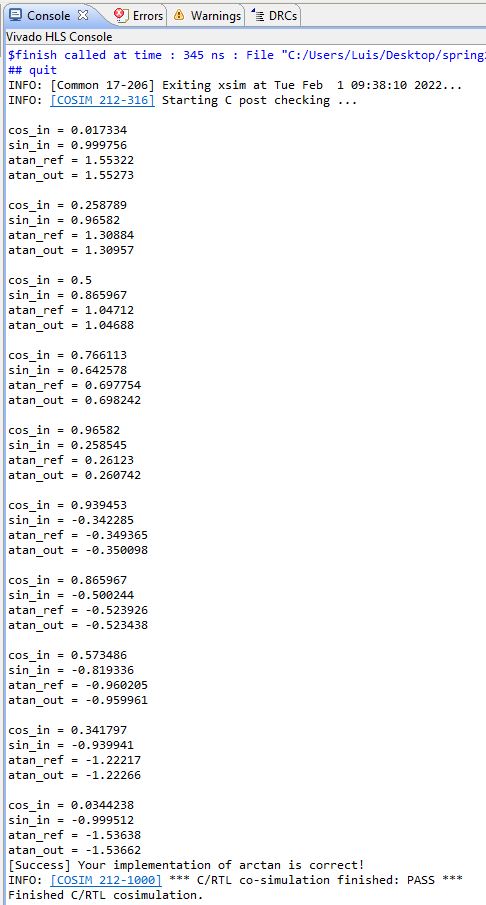 Console Errors Warnings DRCs
Vivado HLS Console
$finish called at time : 345 ns : File "C:/Users/Luis/Desktop/spring
## quit
INFO: [Common 17-206] Exiting xsim at Tue Feb  1 09:38:10 2022...
INFO: [COSIM 212-316] Starting C post checking ...
cos_in = 0.017334
sin_in = 0.999756
atan_ref = 1.55322
atan_out = 1.55273
cos_in = 0.258789
sin_in = 0.96582
atan_ref = 1.30884
atan_out = 1.30957
cos_in = 0.5
sin_in = 0.865967
atan_ref = 1.04712
atan_out = 1.04688
cos_in = 0.766113
sin_in = 0.642578
atan_ref = 0.697754
atan_out = 0.698242
cos_in = 0.96582
sin_in = 0.258545
atan_ref = 0.26123
atan_out = 0.260742
cos_in = 0.939453
sin_in = -0.342285
atan_ref = -0.349365
atan_out = -0.350098
cos_in = 0.865967
sin_in = -0.500244
atan_ref = -0.523926
atan_out = -0.523438
cos_in = 0.573486
sin_in = -0.819336
atan_ref = -0.960205
atan_out = -0.959961
cos_in = 0.341797
sin_in = -0.939941
atan_ref = -1.22217
atan_out = -1.22266
cos_in = 0.0344238
sin_in = -0.999512
atan_ref = -1.53638
atan_out = -1.53662
[Success] Your implementation of arctan is correct!
INFO: [COSIM 212-1000] *** C/RTL co-simulation finished: PASS ***
Finished C/RTL cosimulation.